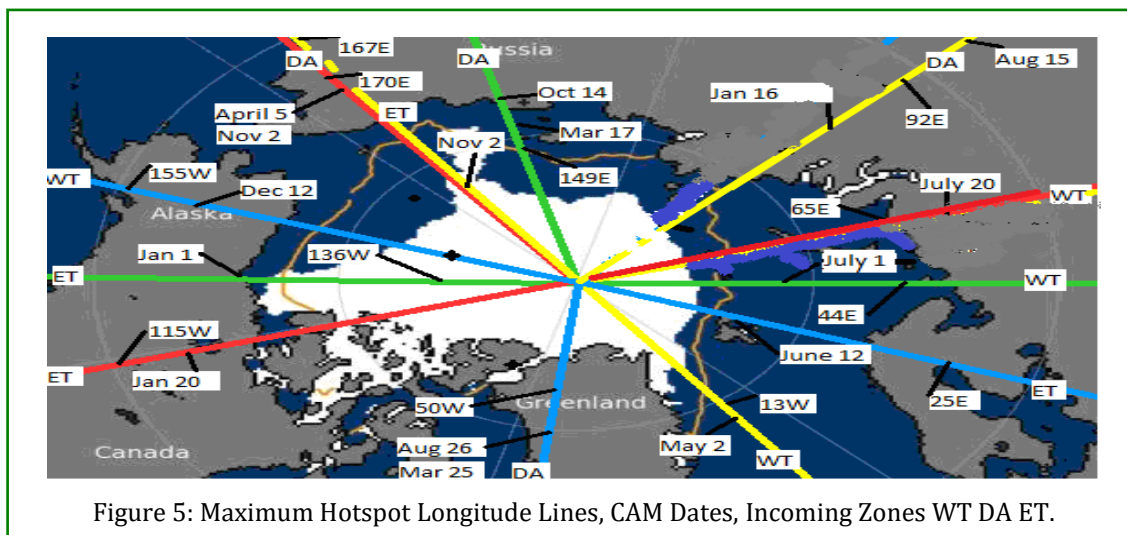 167E
ussia
DA
DA
DA
Aug 15
170E
Oct 14
Jan 16
92E
April 5
Nov 2
ET
Mar 17
Nov 2
149E
WT
155W
Dec 12
65E
July 20
WT
Alaska
Jan 1
136W
July 1
ET
WT
44E
115W
June 12
ET
Jan 20
25E
ET
50W
Greenland
13W
Canada
Aug 26
May 2
Mar 25
DA
WT
Figure 5: Maximum Hotspot Longitude Lines, CAM Dates, Incoming Zones WT DA ET.